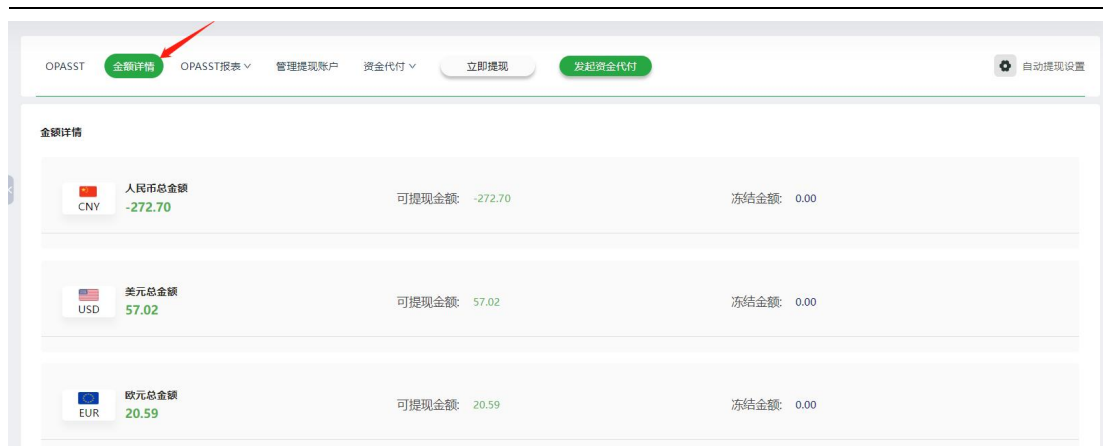 OPASST 金额详情 OPASST报表 管理提现账户 资金代付 立即提现 发起资金代付 自动提现设置
金额详情
人民币总金额
CNY -272.70 可提现金额: -272.70 冻结金额: 0.00
美元总金额
USD 57.02 可提现金额: 57.02 冻结金额: 0.00
欧元总金额
EUR 20.59 可提现金额: 20.59 冻结金额: 0.00